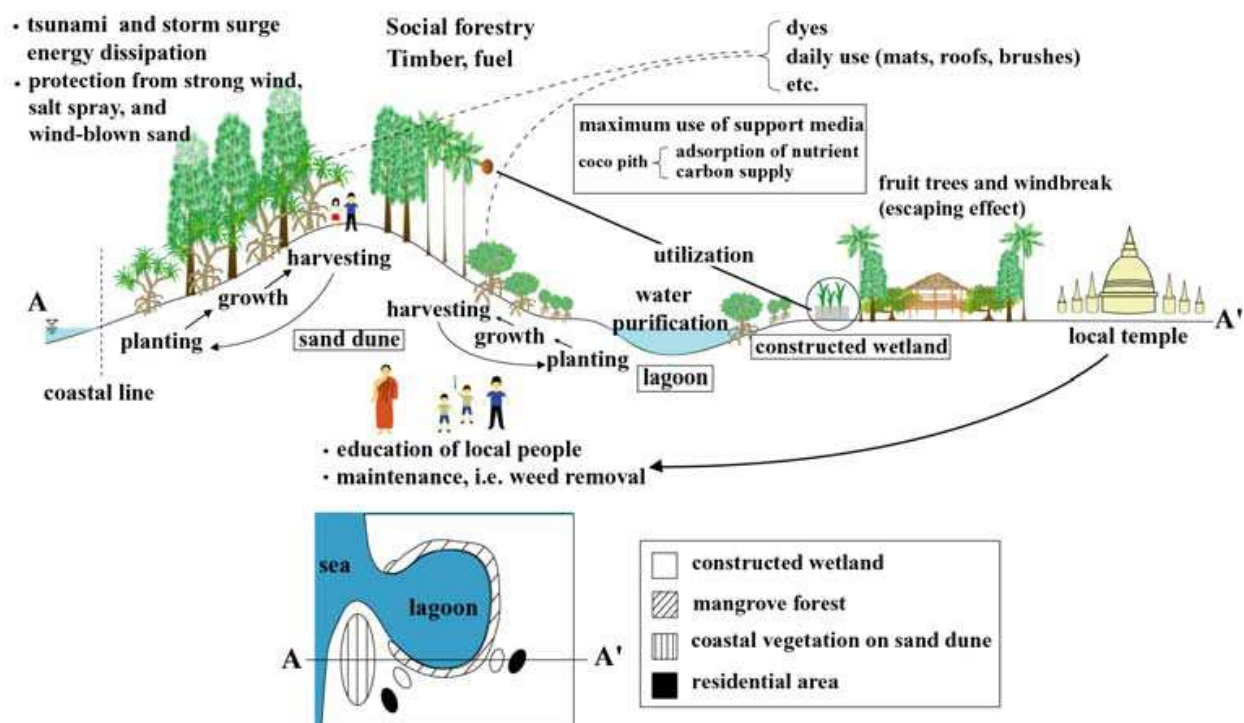 · tsunami and storm surge
energy dissipation
· protection from strong wind,
salt spray, and
wind-blown sand
Social forestry
Timber, fuel
dyes
daily use (mats, roofs, brushes)
etc.
maximum use of support media
coco pith
adsorption of nutrient
carbon supply
fruit trees and windbreak
(escaping effect)
harvesting
growth
planting
utilization
water
purification
harvesting
growth
planting
A
A'
sand dune
lagoon
constructed wetland
local temple
coastal line
· education of local people
· maintenance, i.e. weed removal
sea
lagoon
A
A'
constructed wetland
mangrove forest
coastal vegetation on sand dune
residential area